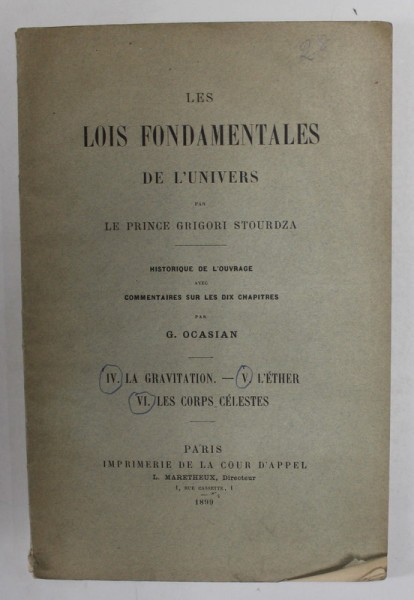 LES
LOIS FONDAMENTALES
DE L'UNIVERS
PAR
LE PRINCE GRIGORI STOURDZA
HISTORIQUE DE L'OUVRAGE
AVEC
COMMENTAIRES SUR LES DIX CHAPITRES
PAR
G. OCASIAN
IV. LA GRAVITATION. — V. L'ÉTHER
VI. LES CORPS CÉLESTES
PARIS
IMPRIMERIE DE LA COUR D'APPEL
L. MARETHEUX, Directeur
1, RUE CASSETTE, 1